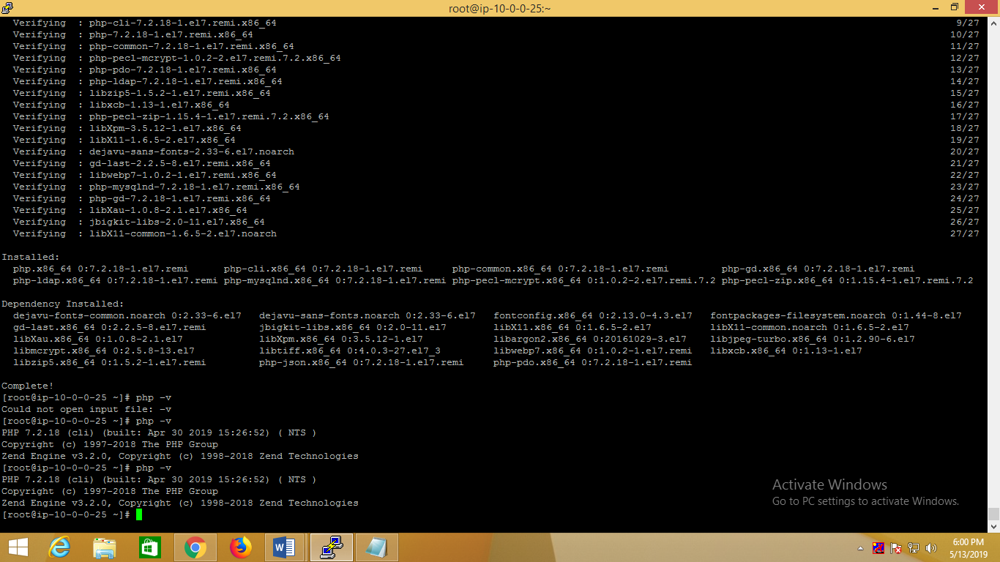 root@ip-10-0-0-25:~
Verifying : php-cli-7.2.18-1.el7.remi.x86_64 9/27
Verifying : php-7.2.18-1.el7.remi.x86_64 10/27
Verifying : php-common-7.2.18-1.el7.remi.x86_64 11/27
Verifying : php-pecl-mcrypt-1.0.2-2.el7.remi.7.2.x86_64 12/27
Verifying : php-pdo-7.2.18-1.el7.remi.x86_64 13/27
Verifying : php-ldap-7.2.18-1.el7.remi.x86_64 14/27
Verifying : libzip5-1.5.2-1.el7.remi.x86_64 15/27
Verifying : libxcb-1.13-1.el7.x86_64 16/27
Verifying : php-pecl-zip-1.15.4-1.el7.remi.7.2.x86_64 17/27
Verifying : libXpm-3.5.12-1.el7.x86_64 18/27
Verifying : libX11-1.6.5-2.el7.x86_64 19/27
Verifying : dejavu-sans-fonts-2.33-6.el7.noarch 20/27
Verifying : gd-last-2.2.5-8.el7.remi.x86_64 21/27
Verifying : libwebp7-1.0.2-1.el7.remi.x86_64 22/27
Verifying : php-mysqlnd-7.2.18-1.el7.remi.x86_64 23/27
Verifying : php-gd-7.2.18-1.el7.remi.x86_64 24/27
Verifying : libXau-1.0.8-2.1.el7.x86_64 25/27
Verifying : jbigkit-libs-2.0-11.el7.x86_64 26/27
Verifying : libX11-common-1.6.5-2.el7.noarch 27/27
Installed:
php.x86_64 0:7.2.18-1.el7.remi php-cli.x86_64 0:7.2.18-1.el7.remi php-common.x86_64 0:7.2.18-1.el7.remi php-gd.x86_64 0:7.2.18-1.el7.remi
php-ldap.x86_64 0:7.2.18-1.el7.remi php-mysqlnd.x86_64 0:7.2.18-1.el7.remi php-pecl-mcrypt.x86_64 0:1.0.2-2.el7.remi.7.2 php-pecl-zip.x86_64 0:1.15.4-1.el7.remi.7.2
Dependency Installed:
dejavu-fonts-common.noarch 0:2.33-6.el7 dejavu-sans-fonts.noarch 0:2.33-6.el7 fontconfig.x86_64 0:2.13.0-4.3.el7 fontpackages-filesystem.noarch 0:1.44-8.el7
gd-last.x86_64 0:2.2.5-8.el7.remi jbigkit-libs.x86_64 0:2.0-11.el7 libX11.x86_64 0:1.6.5-2.el7 libX11-common.noarch 0:1.6.5-2.el7
libXau.x86_64 0:1.0.8-2.1.el7 libXpm.x86_64 0:3.5.12-1.el7 libargon2.x86_64 0:20161029-3.el7 libjpeg-turbo.x86_64 0:1.2.90-6.el7
libmcrypt.x86_64 0:2.5.8-13.el7 libtiff.x86_64 0:4.0.3-27.el7_3 libwebp7.x86_64 0:1.0.2-1.el7.remi libxcb.x86_64 0:1.13-1.el7
libzip5.x86_64 0:1.5.2-1.el7.remi php-json.x86_64 0:7.2.18-1.el7.remi php-pdo.x86_64 0:7.2.18-1.el7.remi
Complete!
[root@ip-10-0-0-25 ~]# php –v
Could not open input file: –v
[root@ip-10-0-0-25 ~]# php -v
PHP 7.2.18 (cli) (built: Apr 30 2019 15:26:52) ( NTS )
Copyright (c) 1997-2018 The PHP Group
Zend Engine v3.2.0, Copyright (c) 1998-2018 Zend Technologies
[root@ip-10-0-0-25 ~]# php -v
PHP 7.2.18 (cli) (built: Apr 30 2019 15:26:52) ( NTS )
Copyright (c) 1997-2018 The PHP Group
Zend Engine v3.2.0, Copyright (c) 1998-2018 Zend Technologies
[root@ip-10-0-0-25 ~]#
Activate Windows
Go to PC settings to activate Windows.
6:00 PM
5/13/2019